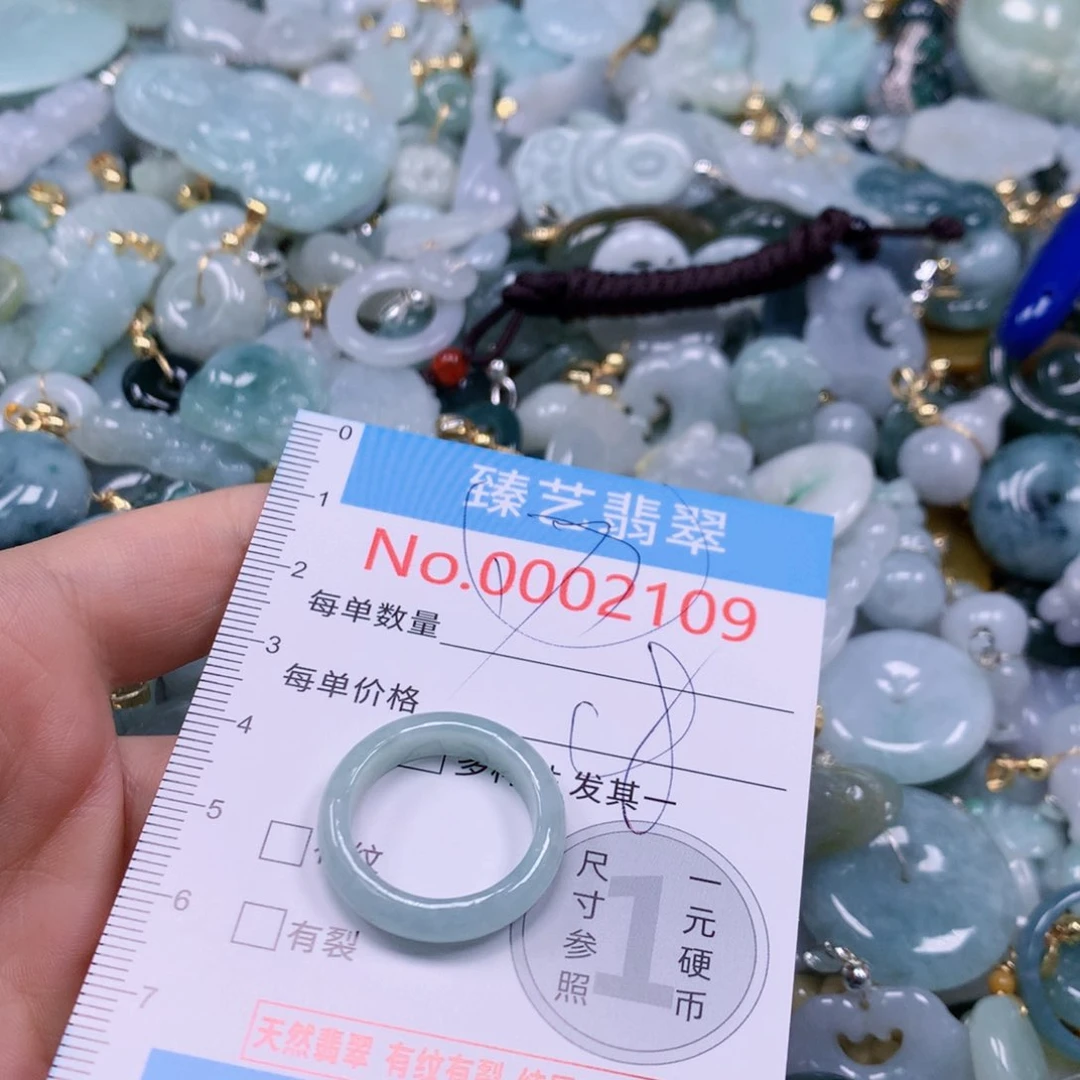 0
臻艺翡翠
1
No.0002109
2
每单数量
3
每单价格
4
发其一
5
纹
6
有裂
7
尺寸参照
1
一元硬币
天然翡翠 有纹有裂